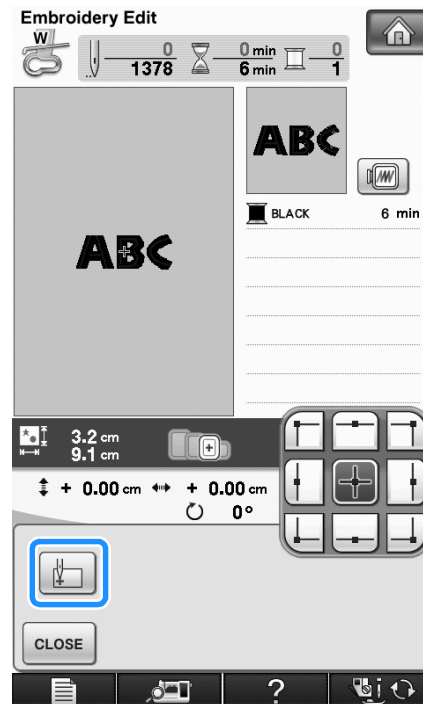 Embroidery Edit
W
0 0 min 0
1378 6 min 1
ABC
BLACK 6 min
ABC
3.2 cm
9.1 cm
+ 0.00 cm + 0.00 cm
0°
CLOSE
?